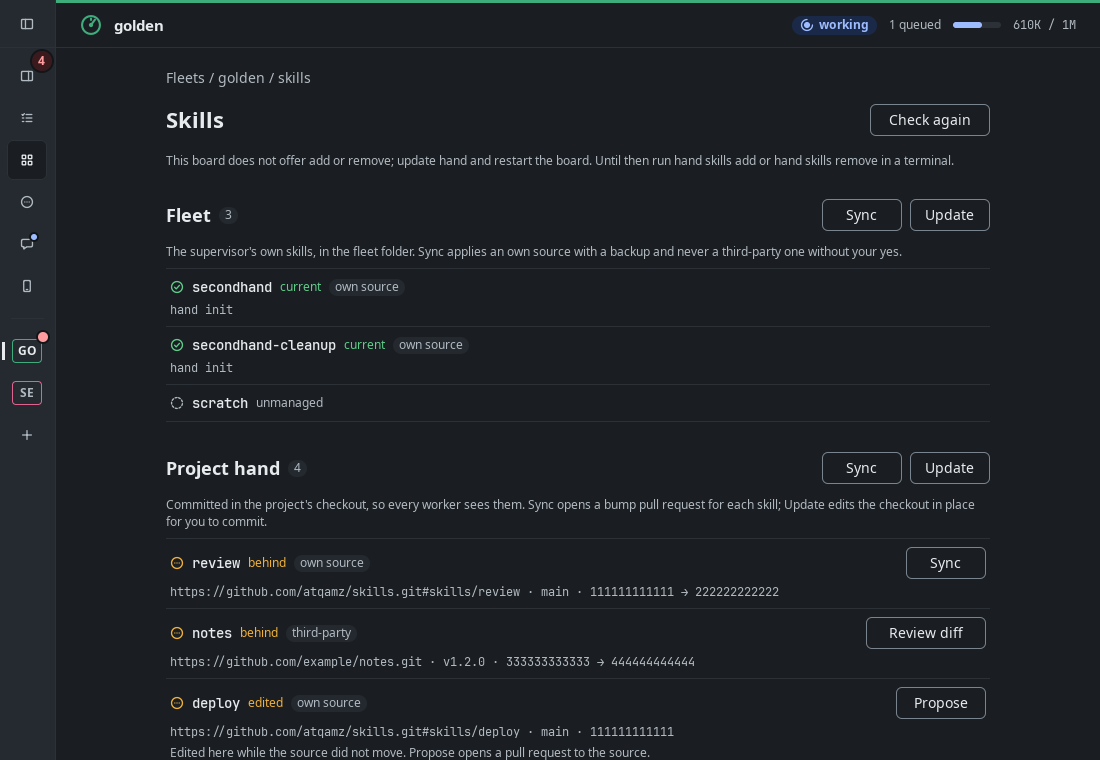 golden
working
1 queued
610K / 1M
4
Fleets / golden / skills
Skills
Check again
This board does not offer add or remove; update hand and restart the board. Until then run hand skills add or hand skills remove in a terminal.
Fleet 3
Sync
Update
The supervisor's own skills, in the fleet folder. Sync applies an own source with a backup and never a third-party one without your yes.
secondhand current own source
hand init
secondhand-cleanup current own source
hand init
scratch unmanaged
GO
SE
Project hand 4
Sync
Update
Committed in the project's checkout, so every worker sees them. Sync opens a bump pull request for each skill; Update edits the checkout in place
for you to commit.
review behind own source
Sync
https://github.com/atqamz/skills.git#skills/review · main · 111111111111 → 222222222222
notes behind third-party
Review diff
https://github.com/example/notes.git · v1.2.0 · 333333333333 → 444444444444
deploy edited own source
Propose
https://github.com/atqamz/skills.git#skills/deploy · main · 111111111111
Edited here while the source did not move. Propose opens a pull request to the source.